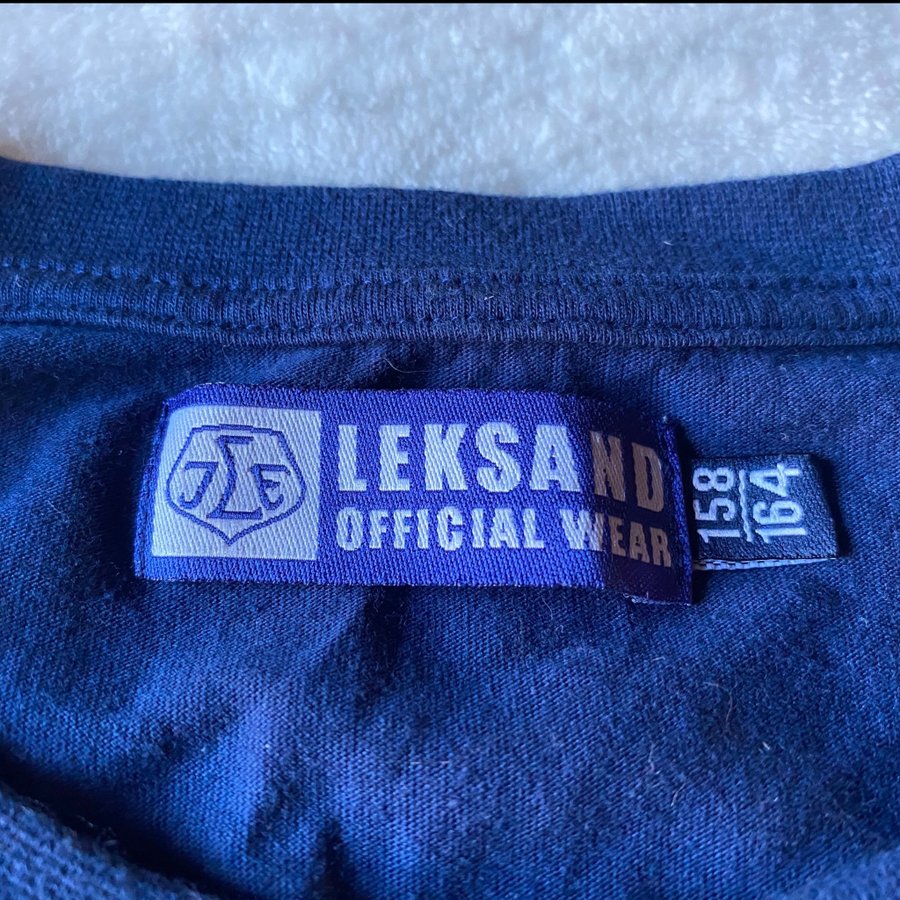 LEKSAND
OFFICIAL WEAR
158
164